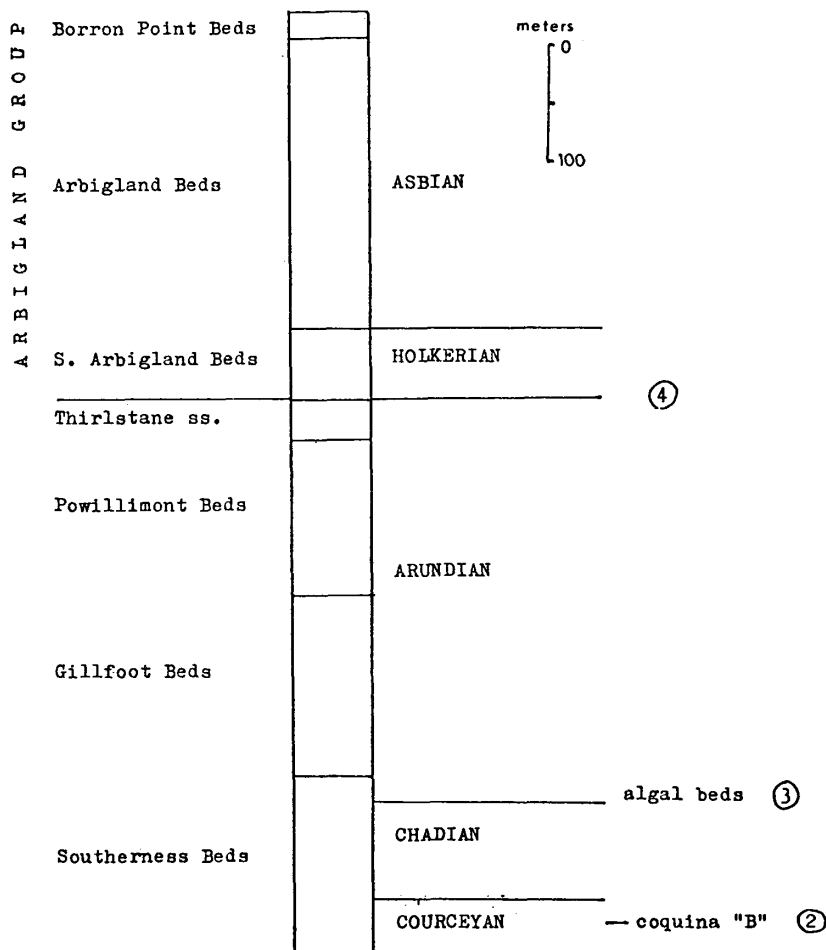 ARBIGLAND GROUP
Borron Point Beds
meters
0
100
Arbigland Beds
ASBIAN
S. Arbigland Beds
HOLKERIAN
4
Thirlstane ss.
Powillimont Beds
ARUNDIAN
Gillfoot Beds
algal beds 3
CHADIAN
Southerness Beds
COURCEYAN
coquina "B" 2